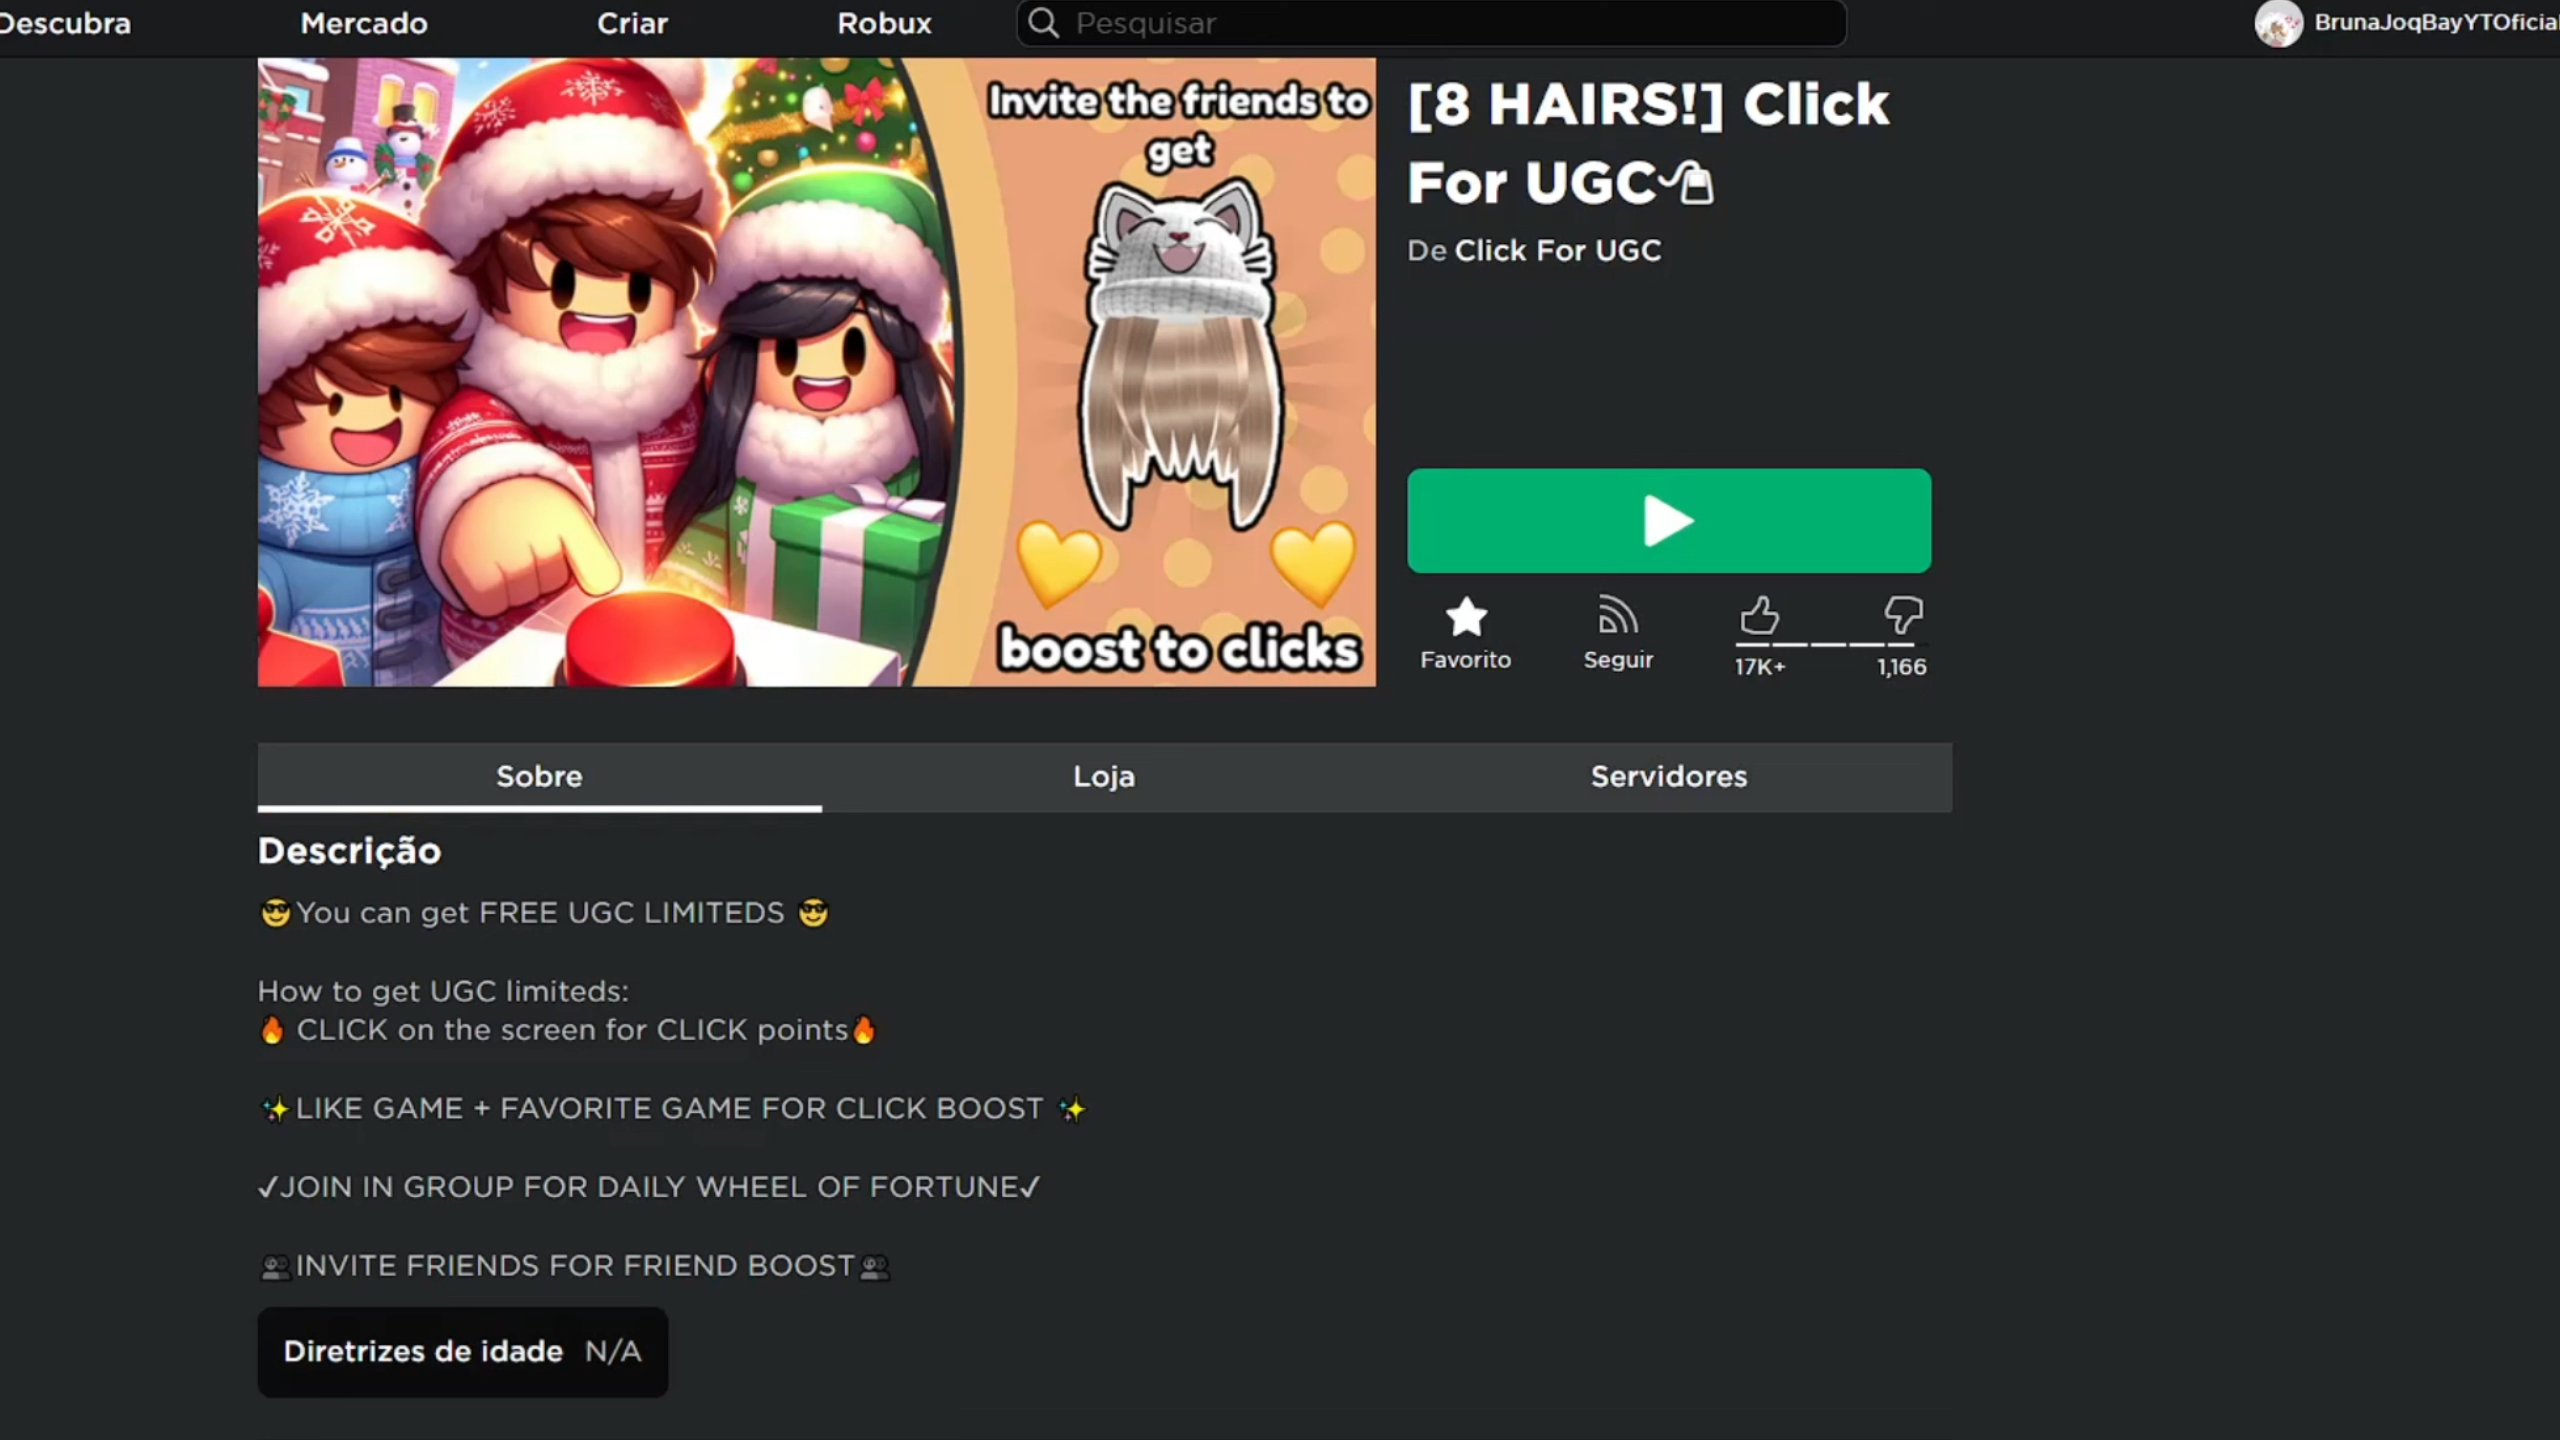 Descubra
Mercado
Criar
Robux
Pesquisar
BrunaJoqBayYTOficial
Invite the friends to
get
boost to clicks
[8 HAIRS!] Click
For UGC🖱
De Click For UGC
Favorito
Seguir
17K+
1,166
Sobre
Loja
Servidores
Descrição
😎You can get FREE UGC LIMITEDS 😎
How to get UGC limiteds:
🔥 CLICK on the screen for CLICK points🔥
✨LIKE GAME + FAVORITE GAME FOR CLICK BOOST ✨
✓JOIN IN GROUP FOR DAILY WHEEL OF FORTUNE✓
👥INVITE FRIENDS FOR FRIEND BOOST👥
Diretrizes de idade N/A